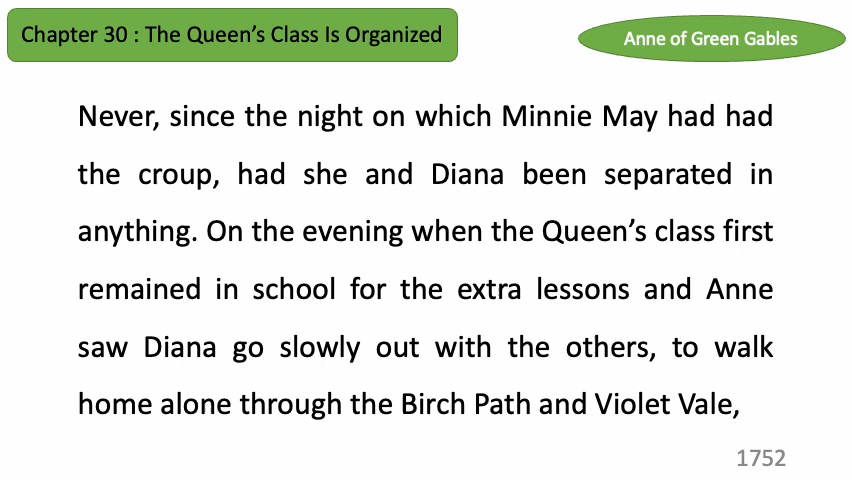 Chapter 30 : The Queen’s Class Is Organized
Anne of Green Gables
Never, since the night on which Minnie May had had
the croup, had she and Diana been separated in
anything. On the evening when the Queen’s class first
remained in school for the extra lessons and Anne
saw Diana go slowly out with the others, to walk
home alone through the Birch Path and Violet Vale,
1752